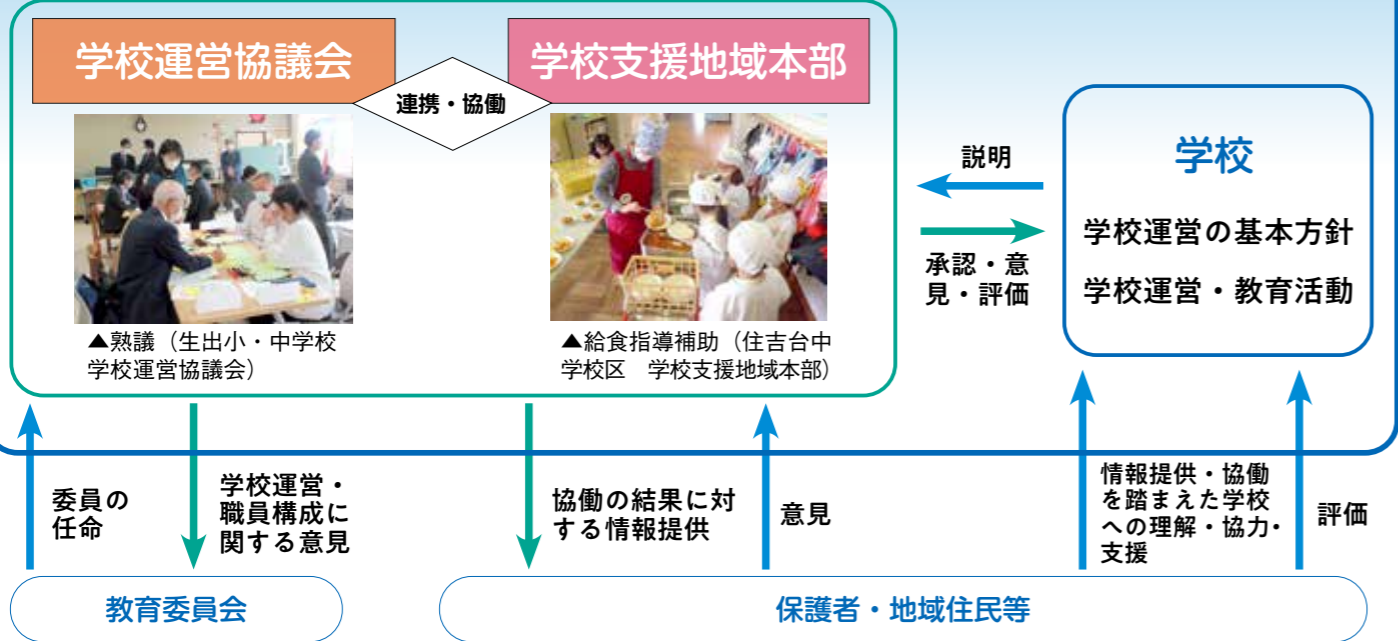 学校運営協議会
連携・協働
学校支援地域本部
▲熟議（生出小・中学校
学校運営協議会）
▲給食指導補助（住吉台中
学校区　学校支援地域本部）
説明
承認・意
見・評価
学校
学校運営の基本方針
学校運営・教育活動
委員の
任命
学校運営・
職員構成に
関する意見
協働の結果に対
する情報提供
意見
情報提供・協働
を踏まえた学校
への理解・協力・
支援
評価
教育委員会
保護者・地域住民等